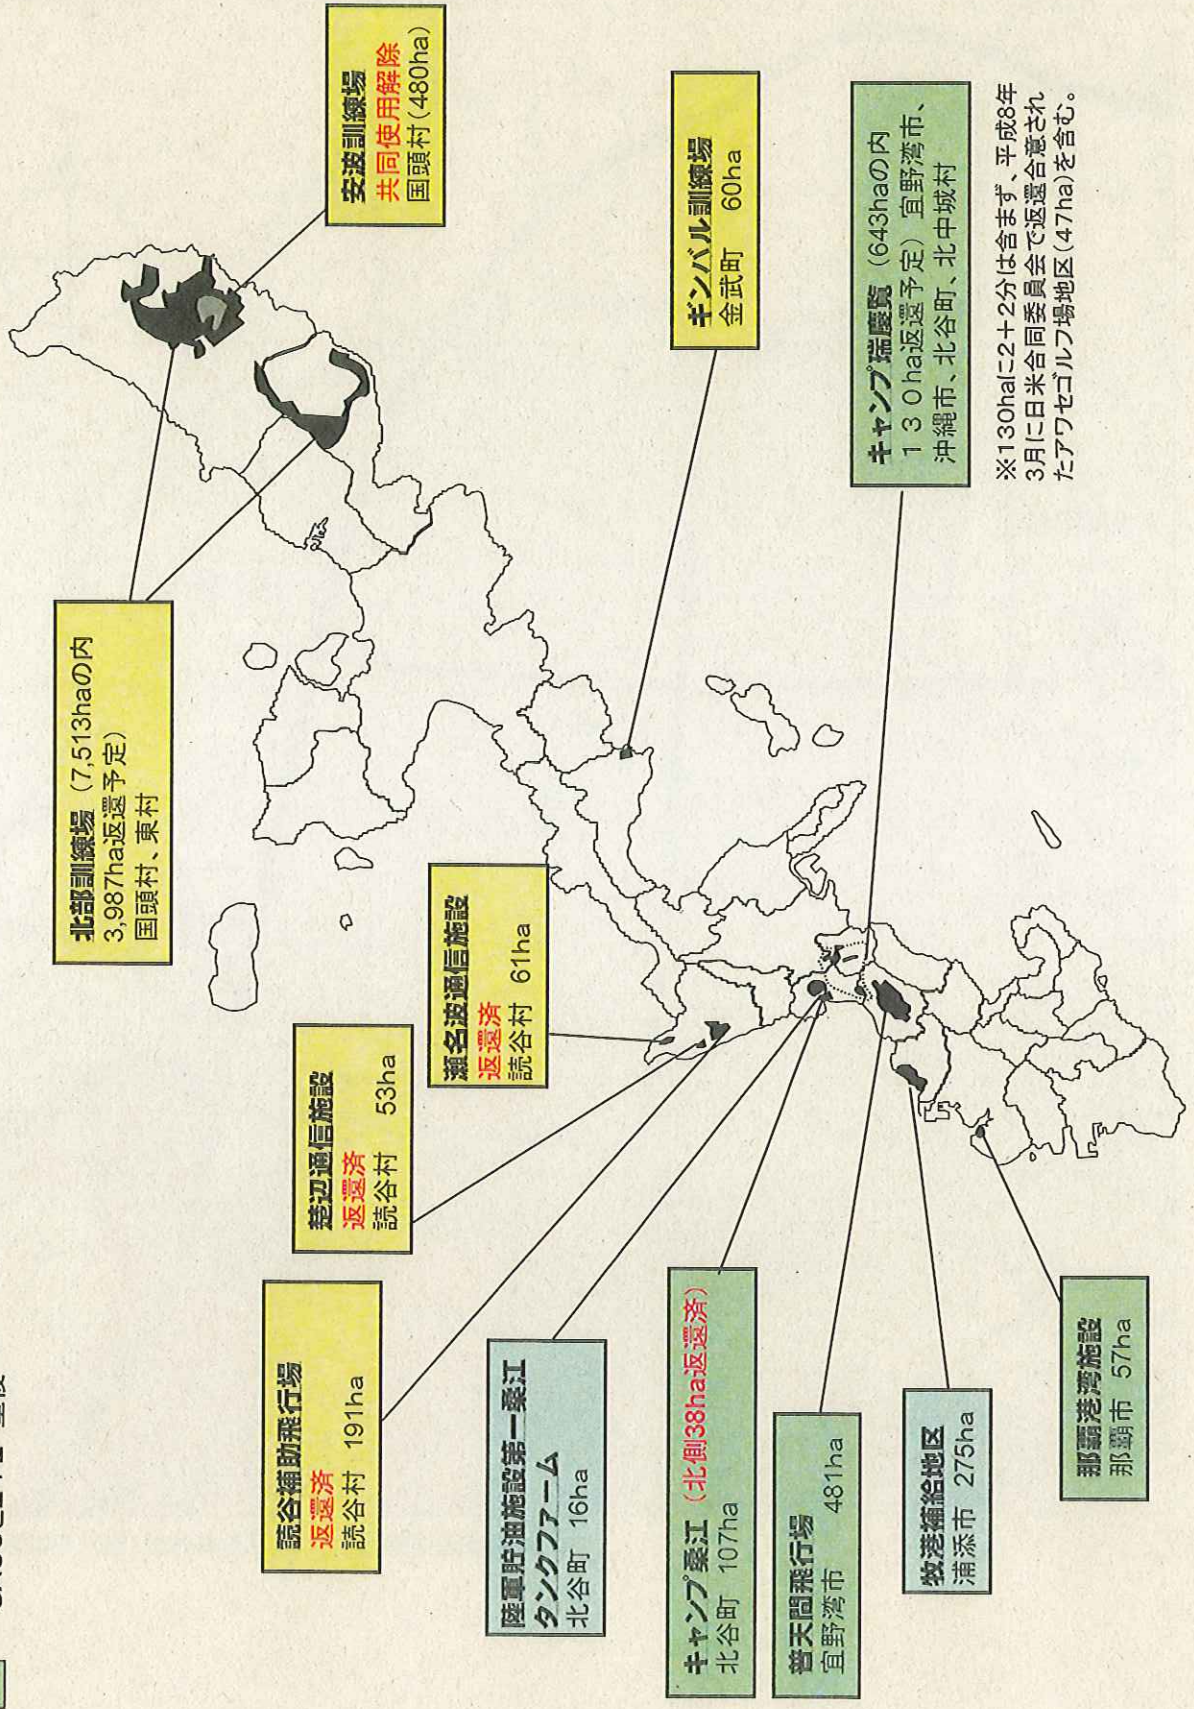 北部訓練場（7,513haの内
3,987ha返還予定）
国頭村、東村
安波訓練場
共同使用解除
国頭村（480ha）
ギンバル訓練場
金武町　60ha
キャンプ瑞慶覧（643haの内
１３０ha返還予定）宜野湾市、
沖縄市、北谷町、北中城村
※130haに2＋2分は含まず、平成8年
3月に日米合同委員会で返還合意され
たアワセゴルフ場地区（47ha）を含む。
瀬名波通信施設
返還済
読谷村　61ha
楚辺通信施設
返還済
読谷村　53ha
読谷補助飛行場
返還済
読谷村　191ha
陸軍貯油施設第一桑江
タンクファーム
北谷町　16ha
キャンプ桑江　（北側38ha返還済）
北谷町　107ha
普天間飛行場
宜野湾市　481ha
牧港補給地区
浦添市　275ha
那覇港湾施設
那覇市　57ha